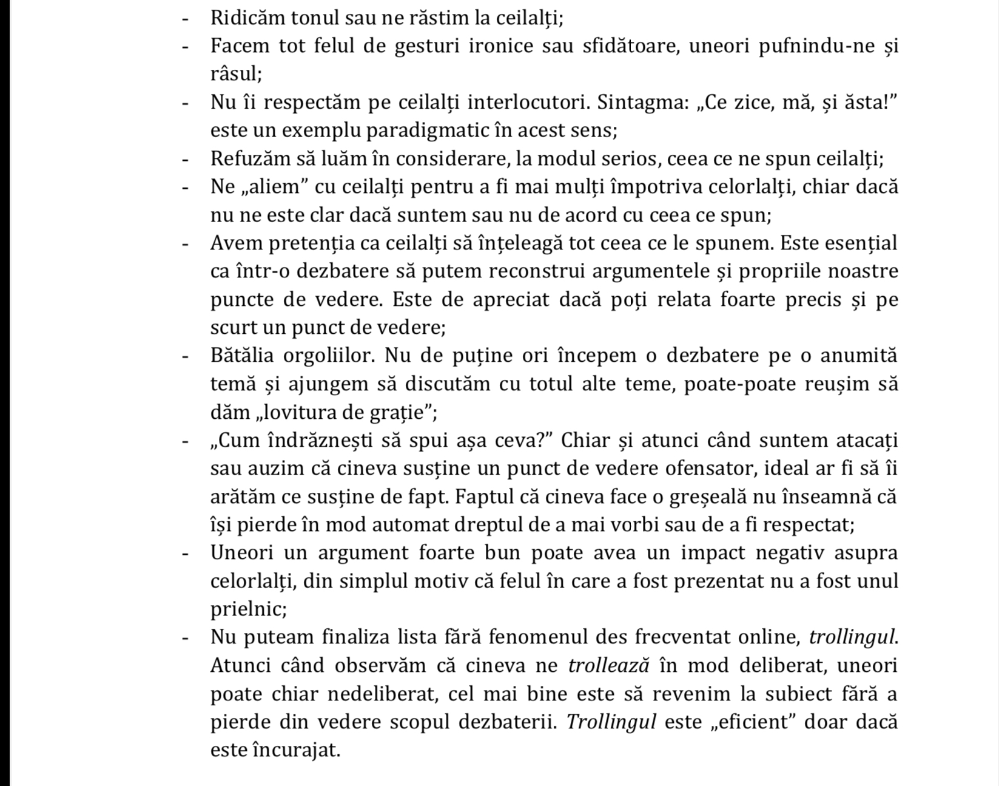 - Ridicăm tonul sau ne răstim la ceilalți;
- Facem tot felul de gesturi ironice sau sfidătoare, uneori pufnindu-ne și
râsul;
- Nu îi respectăm pe ceilalți interlocutori. Sintagma: „Ce zice, mă, și ăsta!”
este un exemplu paradigmatic în acest sens;
- Refuzăm să luăm în considerare, la modul serios, ceea ce ne spun ceilalți;
- Ne „aliem” cu ceilalți pentru a fi mai mulți împotriva celorlalți, chiar dacă
nu ne este clar dacă suntem sau nu de acord cu ceea ce spun;
- Avem pretenția ca ceilalți să înțeleagă tot ceea ce le spunem. Este esențial
ca într-o dezbatere să putem reconstrui argumentele și propriile noastre
puncte de vedere. Este de apreciat dacă poți relata foarte precis și pe
scurt un punct de vedere;
- Bătălia orgoliilor. Nu de puține ori începem o dezbatere pe o anumită
temă și ajungem să discutăm cu totul alte teme, poate-poate reușim să
dăm „lovitura de grație”;
- „Cum îndrăznești să spui așa ceva?” Chiar și atunci când suntem atacați
sau auzim că cineva susține un punct de vedere ofensator, ideal ar fi să îi
arătăm ce susține de fapt. Faptul că cineva face o greșeală nu înseamnă că
își pierde în mod automat dreptul de a mai vorbi sau de a fi respectat;
- Uneori un argument foarte bun poate avea un impact negativ asupra
celorlalți, din simplul motiv că felul în care a fost prezentat nu a fost unul
prielnic;
- Nu puteam finaliza lista fără fenomenul des frecventat online, trollingul.
Atunci când observăm că cineva ne trollează în mod deliberat, uneori
poate chiar nedeliberat, cel mai bine este să revenim la subiect fără a
pierde din vedere scopul dezbaterii. Trollingul este „eficient” doar dacă
este încurajat.